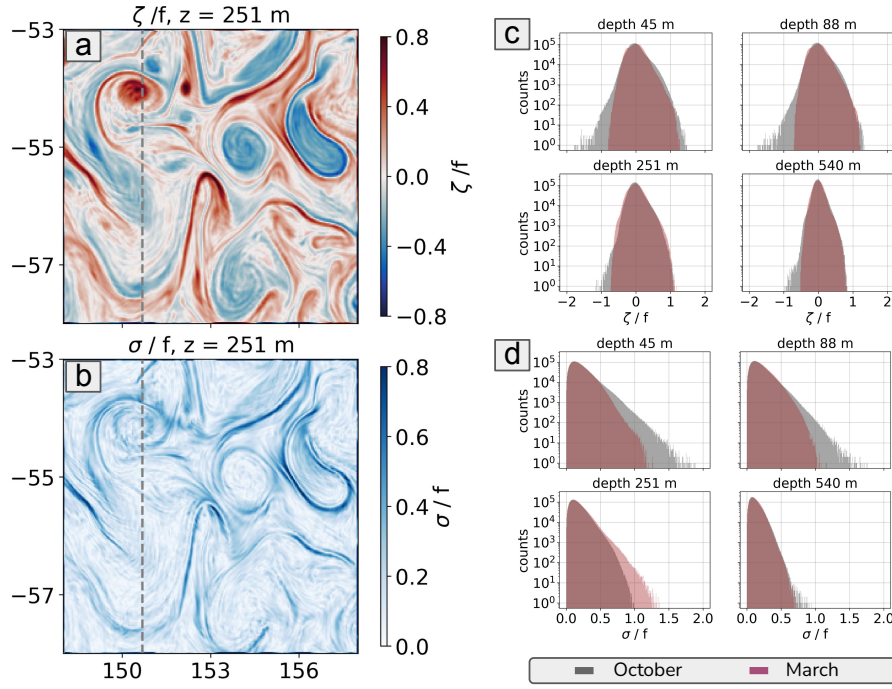 a
ζ /f, z = 251 m
−53
−55
−57
0.8
0.4
0.0
−0.4
−0.8
ζ /f
b
σ / f, z = 251 m
−53
−55
−57
150
153
156
0.8
0.6
0.4
0.2
0.0
σ / f
c
depth 45 m
depth 88 m
counts
10⁵
10⁴
10³
10²
10¹
10⁰
depth 251 m
depth 540 m
counts
10⁵
10⁴
10³
10²
10¹
10⁰
−2
−1
0
1
2
−2
−1
0
1
2
ζ / f
ζ / f
d
depth 45 m
depth 88 m
counts
10⁵
10⁴
10³
10²
10¹
10⁰
depth 251 m
depth 540 m
counts
10⁵
10⁴
10³
10²
10¹
10⁰
0.0
0.5
1.0
1.5
2.0
0.0
0.5
1.0
1.5
2.0
σ / f
σ / f
October
March